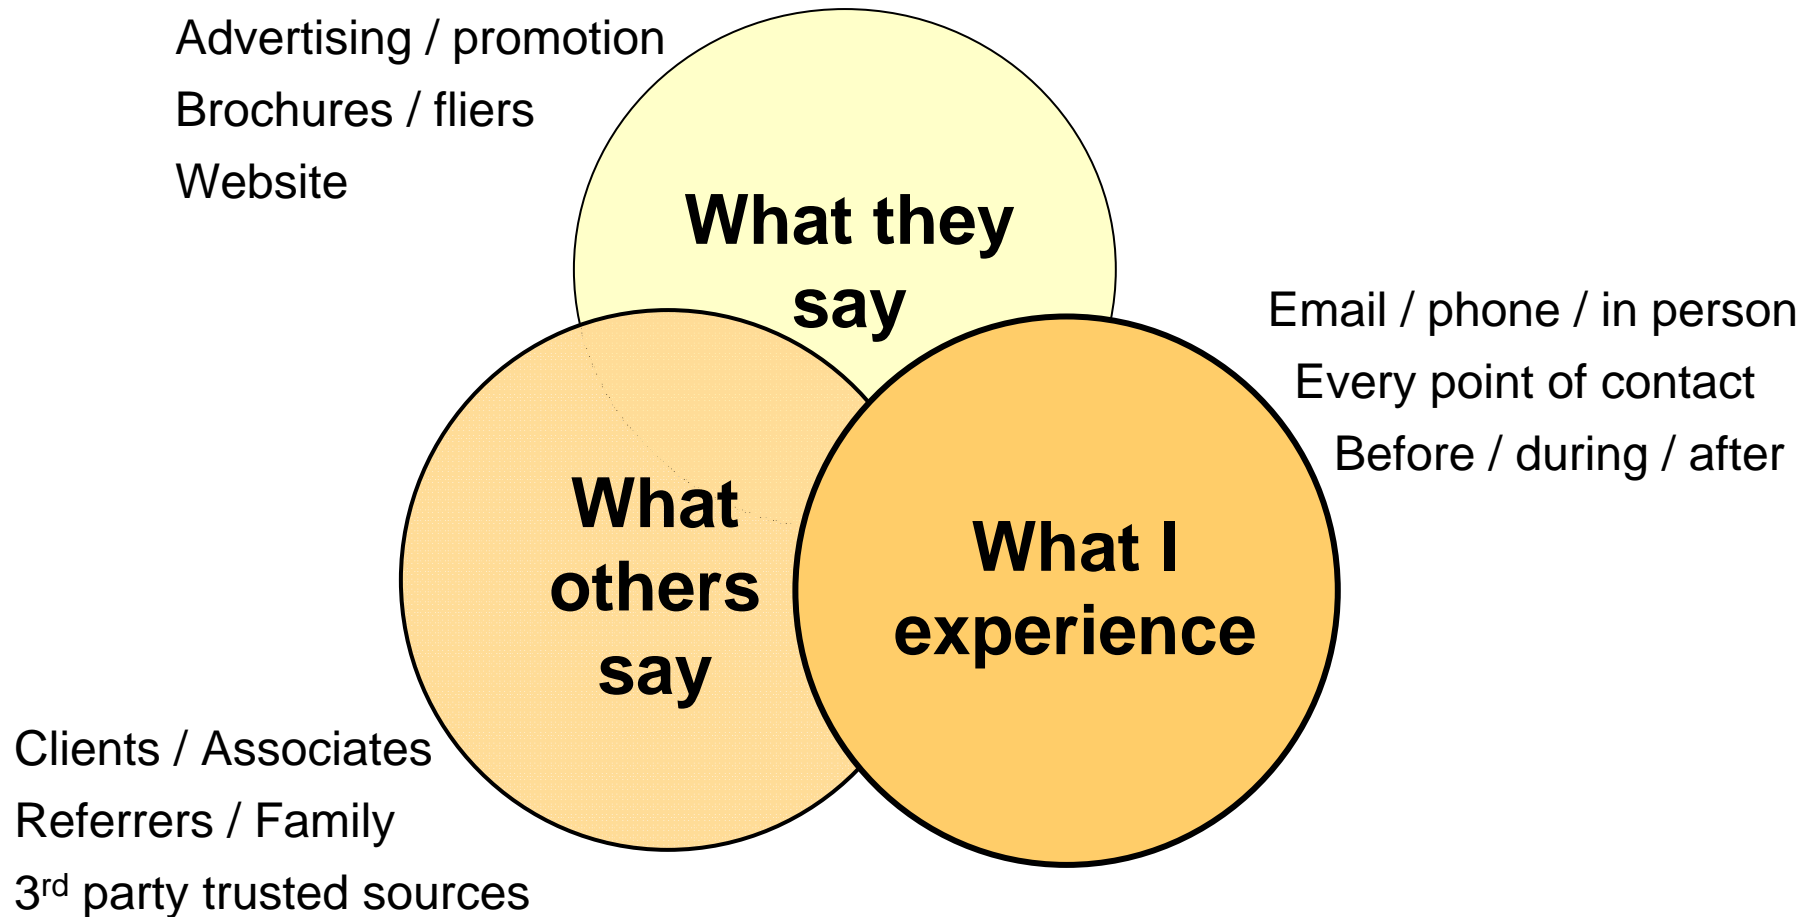 Advertising / promotion
Brochures / fliers
Website
What they
say
Email / phone / in person
Every point of contact
Before / during / after
What
others
say
What I
experience
Clients / Associates
Referrers / Family
3rd party trusted sources